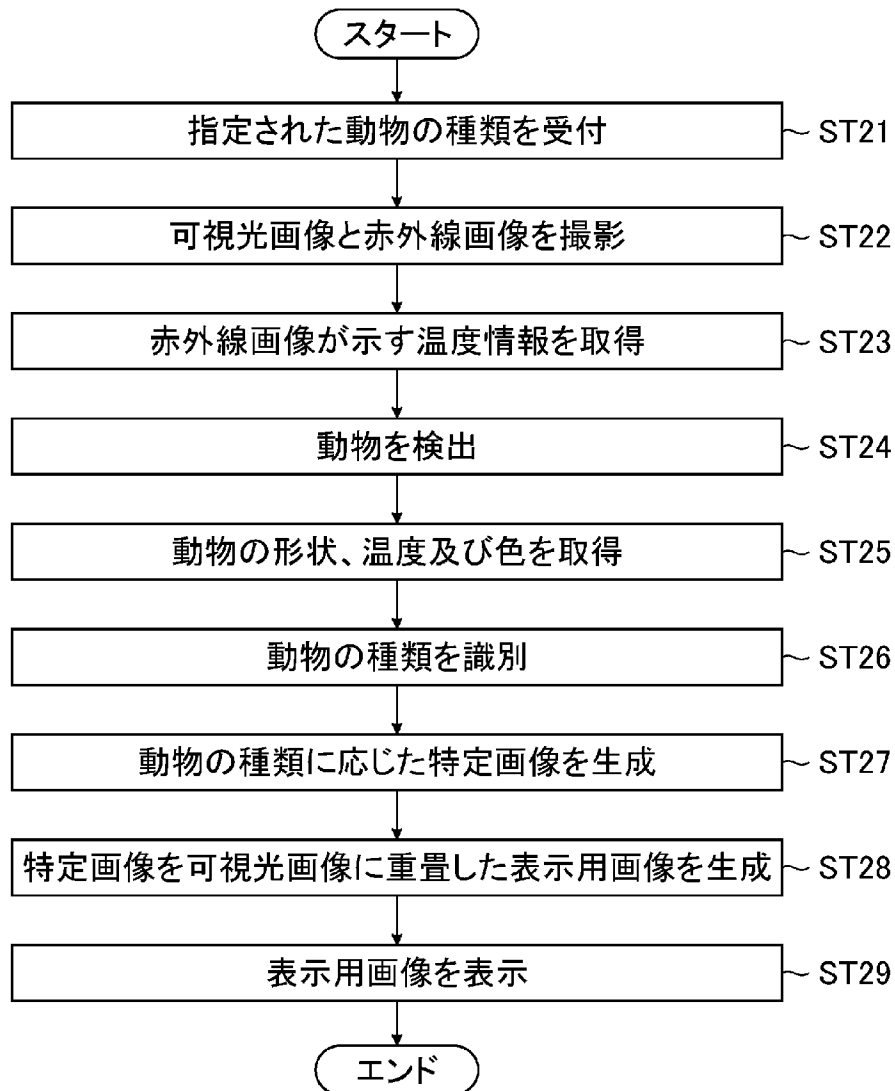 スタート
指定された動物の種類を受付 ~ ST21
可視光画像と赤外線画像を撮影 ~ ST22
赤外線画像が示す温度情報を取得 ~ ST23
動物を検出 ~ ST24
動物の形状、温度及び色を取得 ~ ST25
動物の種類を識別 ~ ST26
動物の種類に応じた特定画像を生成 ~ ST27
特定画像を可視光画像に重畳した表示用画像を生成 ~ ST28
表示用画像を表示 ~ ST29
エンド